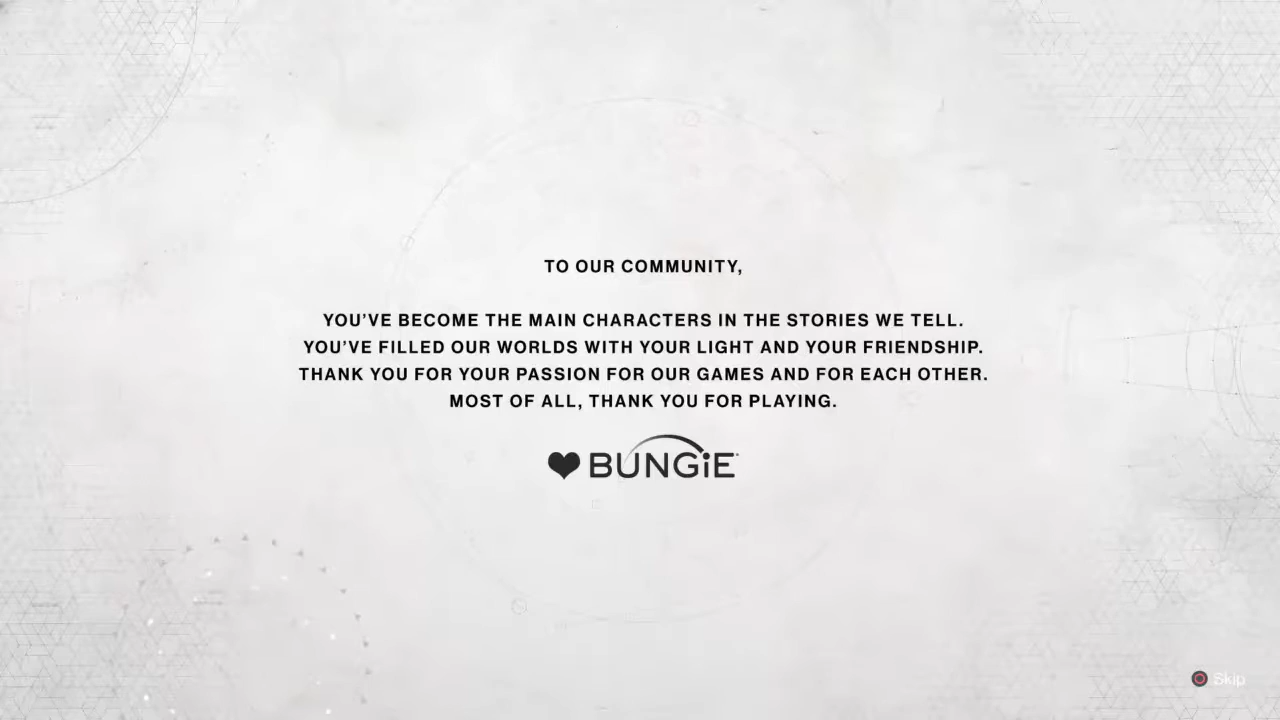 TO OUR COMMUNITY,
YOU'VE BECOME THE MAIN CHARACTERS IN THE STORIES WE TELL.
YOU'VE FILLED OUR WORLDS WITH YOUR LIGHT AND YOUR FRIENDSHIP.
THANK YOU FOR YOUR PASSION FOR OUR GAMES AND FOR EACH OTHER.
MOST OF ALL, THANK YOU FOR PLAYING.
BUNGiE
Skip